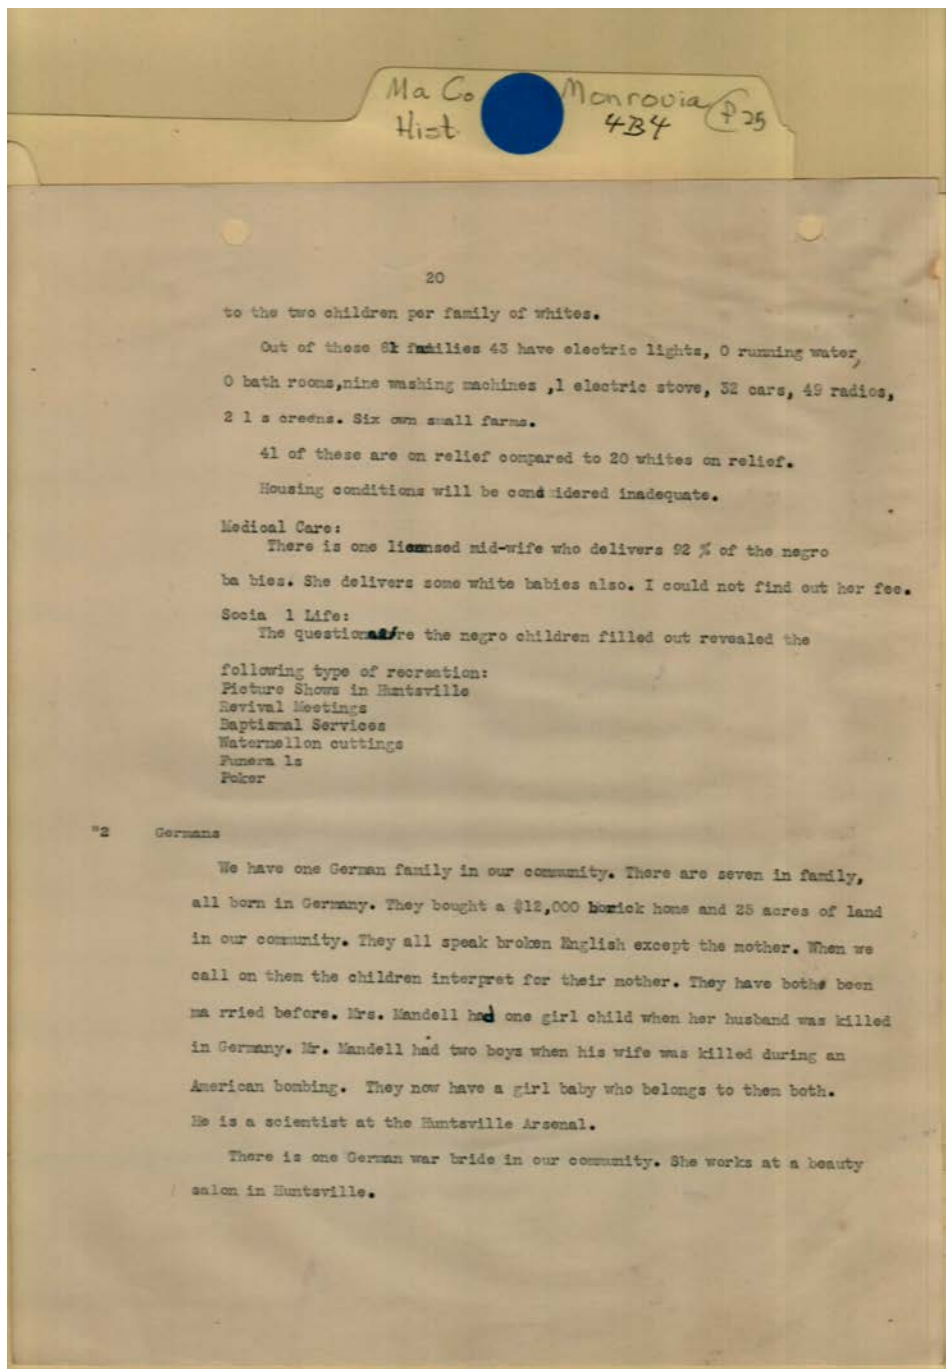 Ma Co Monrovia P 25
Hist 4B4
20
to the two children per family of whites.
Out of these 81 families 43 have electric lights, 0 running water,
0 bath rooms,nine washing machines ,1 electric stove, 32 cars, 49 radios,
2 1 s creens. Six own small farms.
41 of these are on relief compared to 20 whites on relief.
Housing conditions will be considered inadequate.
Medical Care:
There is one licensed mid-wife who delivers 92 % of the negro
ba bies. She delivers some white babies also. I could not find out her fee.
Socia l Life:
The questionaire the negro children filled out revealed the
following type of recreation:
Picture Shows in Huntsville
Revival Meetings
Baptismal Services
Watermellon cuttings
Funera ls
Poker
"2 Germans
We have one German family in our community. There are seven in family,
all born in Germany. They bought a $12,000 brick home and 25 acres of land
in our community. They all speak broken English except the mother. When we
call on them the children interpret for their mother. They have both been
ma rried before. Mrs. Mandell had one girl child when her husband was killed
in Germany. Mr. Mandell had two boys when his wife was killed during an
American bombing. They now have a girl baby who belongs to them both.
He is a scientist at the Huntsville Arsenal.
There is one German war bride in our community. She works at a beauty
salon in Huntsville.